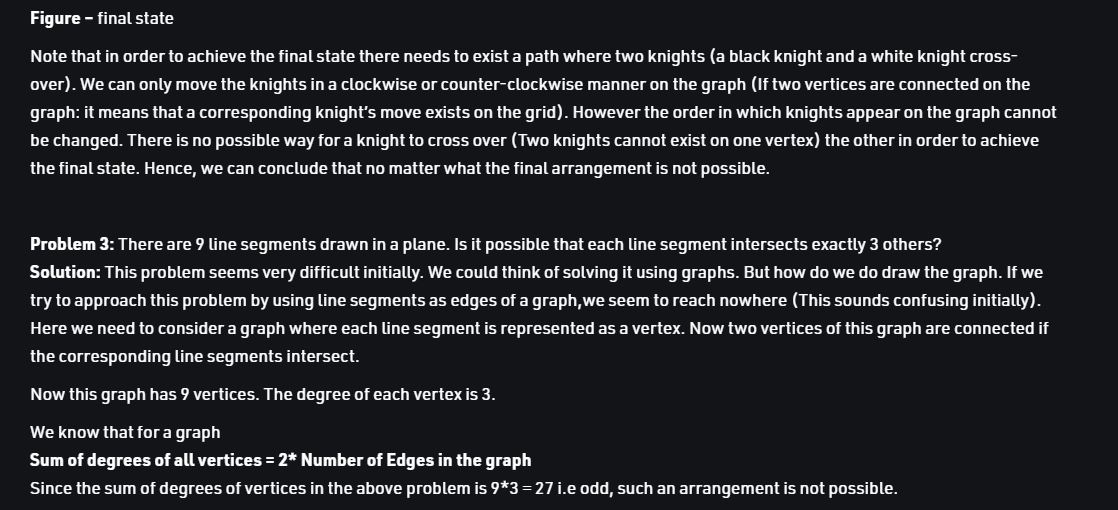 Figure – final state
Note that in order to achieve the final state there needs to exist a path where two knights (a black knight and a white knight cross-
over). We can only move the knights in a clockwise or counter-clockwise manner on the graph (If two vertices are connected on the
graph: it means that a corresponding knight's move exists on the grid). However the order in which knights appear on the graph cannot
be changed. There is no possible way for a knight to cross over (Two knights cannot exist on one vertex) the other in order to achieve
the final state. Hence, we can conclude that no matter what the final arrangement is not possible.
Problem 3: There are 9 line segments drawn in a plane. Is it possible that each line segment intersects exactly 3 others?
Solution: This problem seems very difficult initially. We could think of solving it using graphs. But how do we do draw the graph. If we
try to approach this problem by using line segments as edges of a graph,we seem to reach nowhere (This sounds confusing initially).
Here we need to consider a graph where each line segment is represented as a vertex. Now two vertices of this graph are connected if
the corresponding line segments intersect.
Now this graph has 9 vertices. The degree of each vertex is 3.
We know that for a graph
Sum of degrees of all vertices = 2* Number of Edges in the graph
Since the sum of degrees of vertices in the above problem is 9*3 = 27 i.e odd, such an arrangement is not possible.